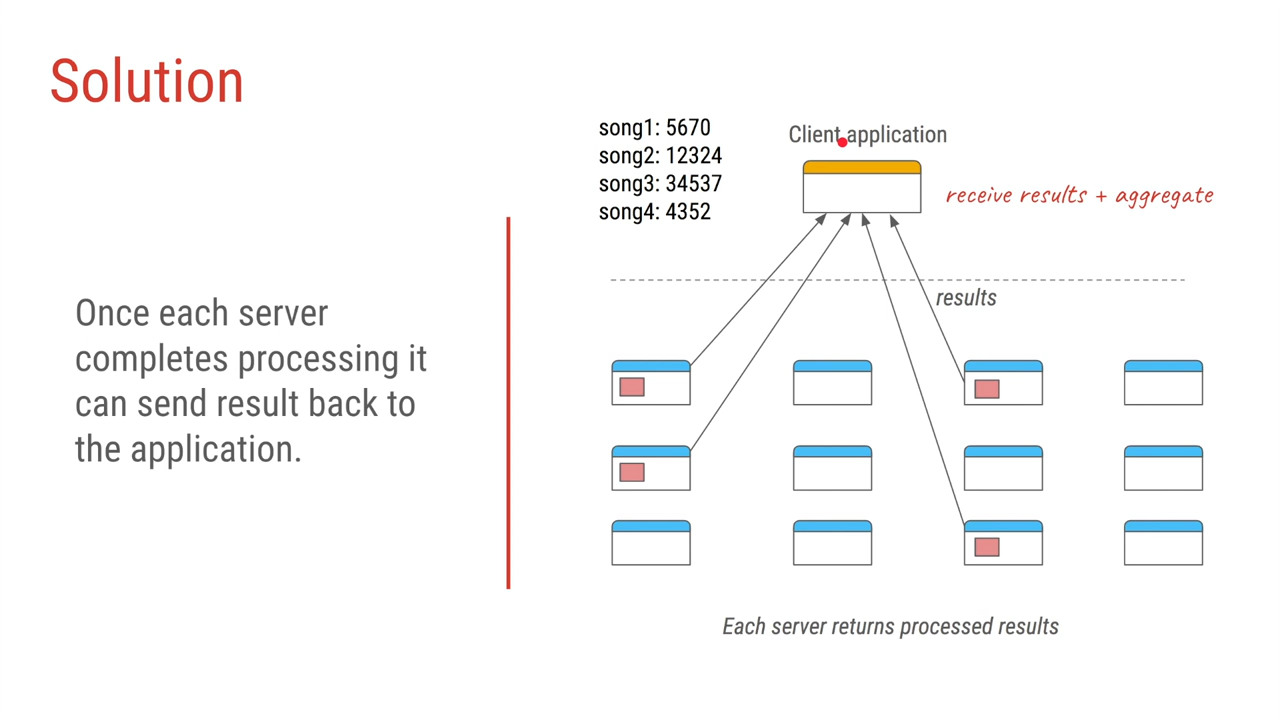 Solution
Once each server
completes processing it
can send result back to
the application.
song1: 5670
song2: 12324
song3: 34537
song4: 4352
Client application
receive results + aggregate
results
Each server returns processed results